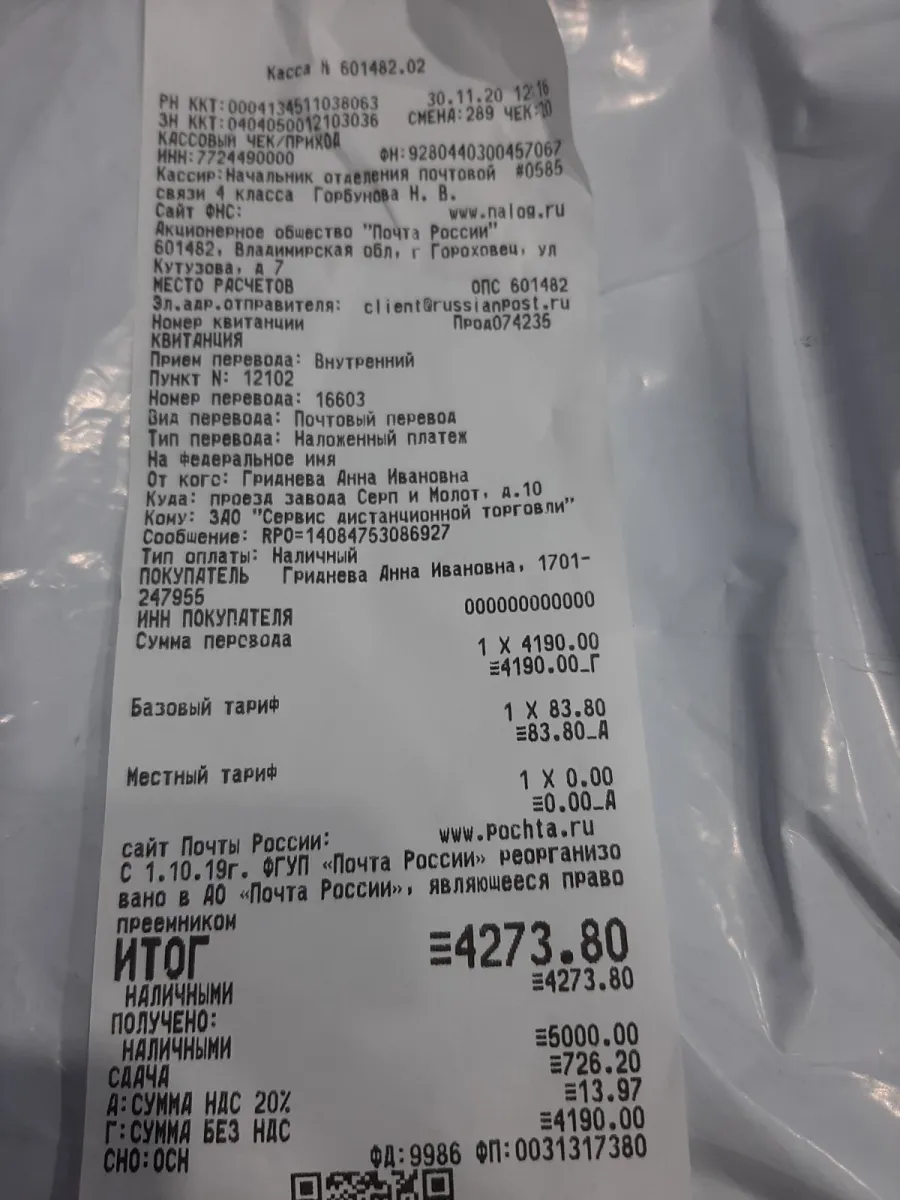 Касса № 601482.02
РН ККТ:0004134511038063 30.11.20 12:16
ЗН ККТ:0404050012103036 СМЕНА:289 ЧЕК:
КАССОВЫЙ ЧЕК/ПРИХОД
ИНН:7724490000 ФН:9280440300457067
Кассир:Начальник отделения почтовой #0585
связи 4 класса Горбунова Н. В.
Сайт ФНС: www.nalog.ru
Акционерное общество "Почта России"
601482, Владимирская обл, г Гороховец, ул
Кутузова, д 7
МЕСТО РАСЧЕТОВ ОПС 601482
Эл.адр.отправителя: client@russianpost.ru
Номер квитанции Прод074235
КВИТАНЦИЯ
Прием перевода: Внутренний
Пункт N: 12102
Номер перевода: 16603
Вид перевода: Почтовый перевод
Тип перевода: Наложенный платеж
На федеральное имя
От кого: Гриднева Анна Ивановна
Куда: проезд завода Серп и Молот, д.10
Кому: ЗАО "Сервис дистанционной торговли"
Сообщение: RPO=14084753086927
Тип оплаты: Наличный
ПОКУПАТЕЛЬ Гриднева Анна Ивановна, 1701-
247955
ИНН ПОКУПАТЕЛЯ 000000000000
Сумма перевода 1 X 4190.00
≡4190.00_Г
Базовый тариф 1 X 83.80
≡83.80_А
Местный тариф 1 X 0.00
≡0.00_А
сайт Почты России: www.pochta.ru
С 1.10.19г. ФГУП «Почта России» реорганизо
вано в АО «Почта России», являющееся право
преемником
ИТОГ ≡4273.80
НАЛИЧНЫМИ ≡4273.80
ПОЛУЧЕНО:
НАЛИЧНЫМИ ≡5000.00
СДАЧА ≡726.20
А:СУММА НДС 20% ≡13.97
Г:СУММА БЕЗ НДС ≡4190.00
СНО:ОСН ФД:9986 ФП:0031317380